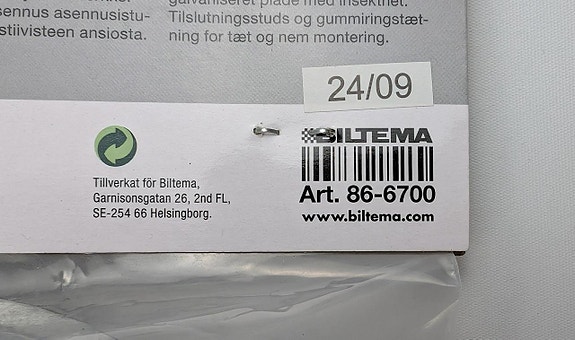 sennus asennusistu-
stiivisteen ansiosta.
galvaniseret plade med insektnet.
Tilslutningsstuds og gummiringstæt-
ning for tæt og nem montering.
24/09
BILTEMA
Art. 86-6700
www.biltema.com
Tillverkat för Biltema,
Garnisonsgatan 26, 2nd FL,
SE-254 66 Helsingborg.